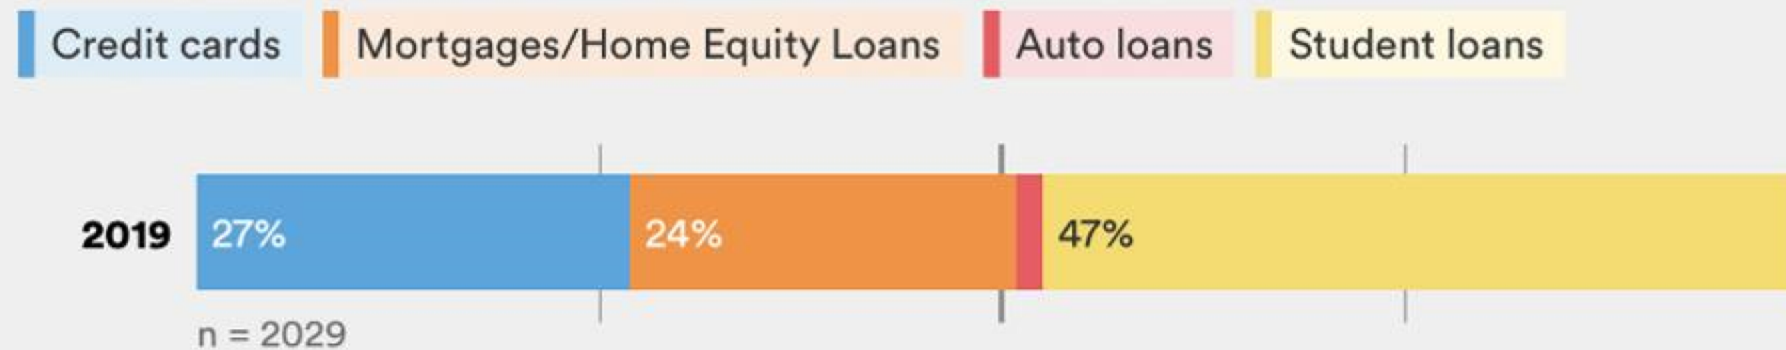 Credit cards Mortgages/Home Equity Loans Auto loans Student loans
2019 27% 24% 47%
n = 2029